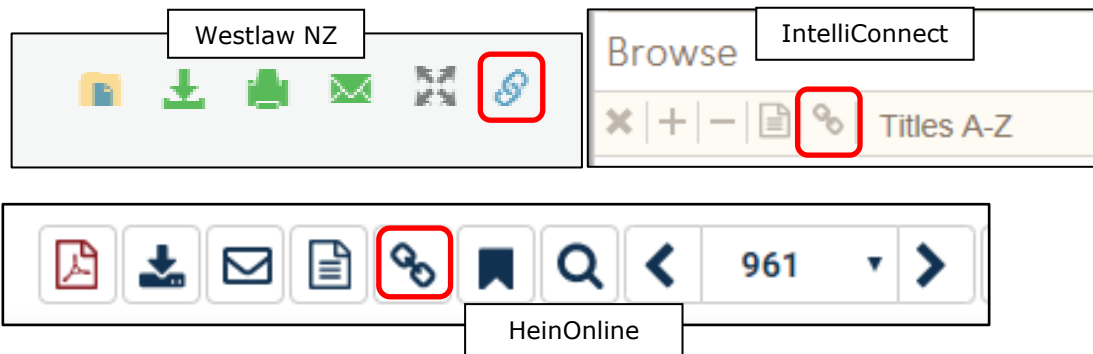 Westlaw NZ
IntelliConnect
Browse
Titles A-Z
961
HeinOnline